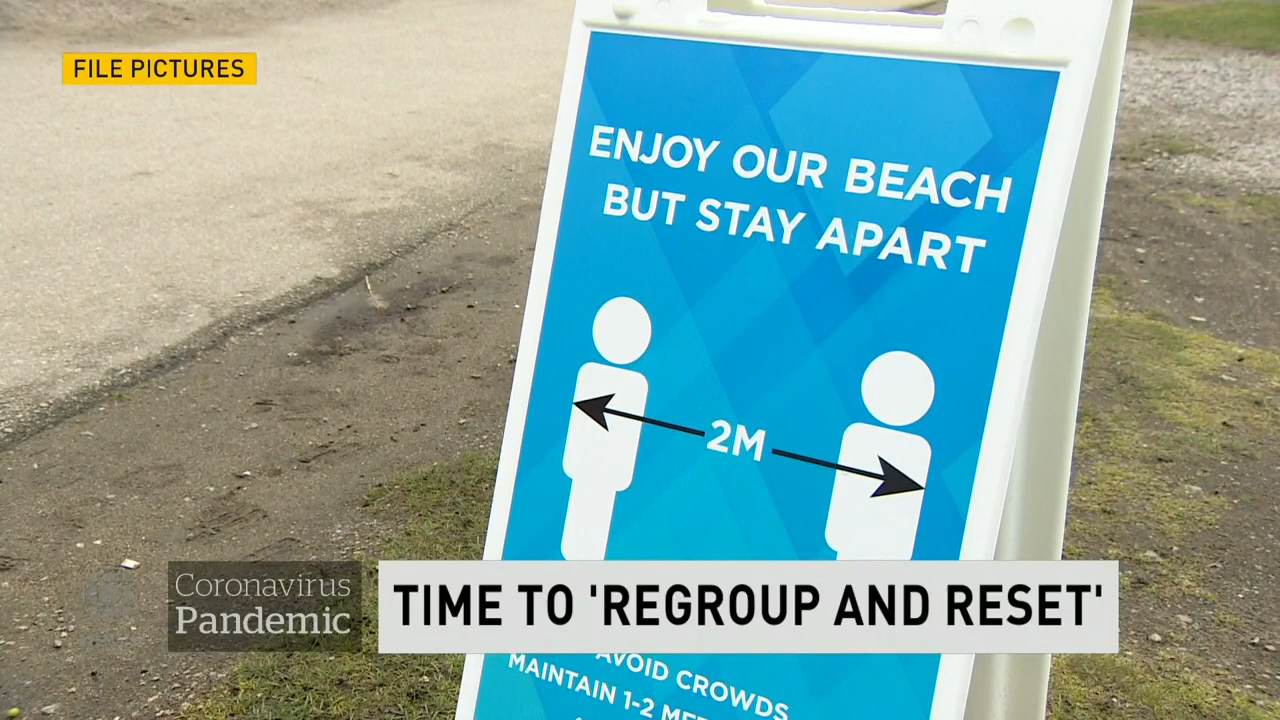 FILE PICTURES
ENJOY OUR BEACH
BUT STAY APART
2M
Coronavirus
Pandemic
TIME TO 'REGROUP AND RESET'
AVOID CROWDS
MAINTAIN 1-2